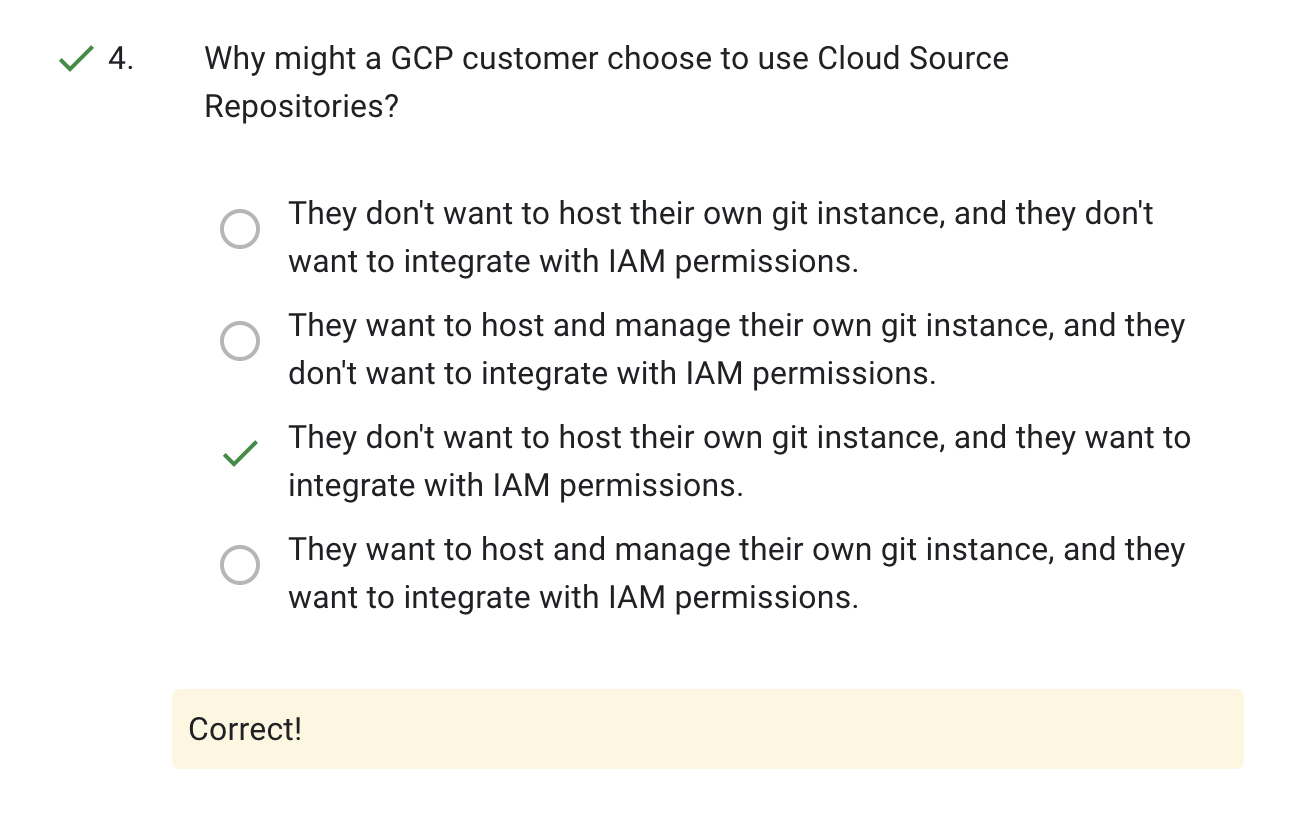 4. Why might a GCP customer choose to use Cloud Source
Repositories?
They don't want to host their own git instance, and they don't
want to integrate with IAM permissions.
They want to host and manage their own git instance, and they
don't want to integrate with IAM permissions.
They don't want to host their own git instance, and they want to
integrate with IAM permissions.
They want to host and manage their own git instance, and they
want to integrate with IAM permissions.
Correct!